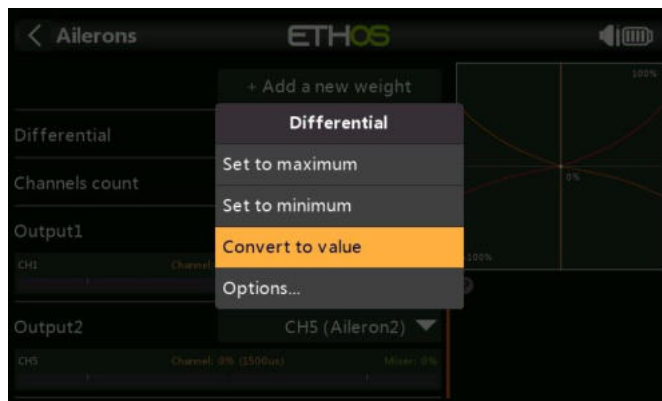 Ailerons
ETHOS
+ Add a new weight
100%
Differential
Differential
Set to maximum
Channels count
0%
Set to minimum
Output1
Convert to value
-100%
CH1 Channel:
Options...
Output2
CH5 (Aileron2)
CH5 Channel: 0% (1500us) Mixer: 0%